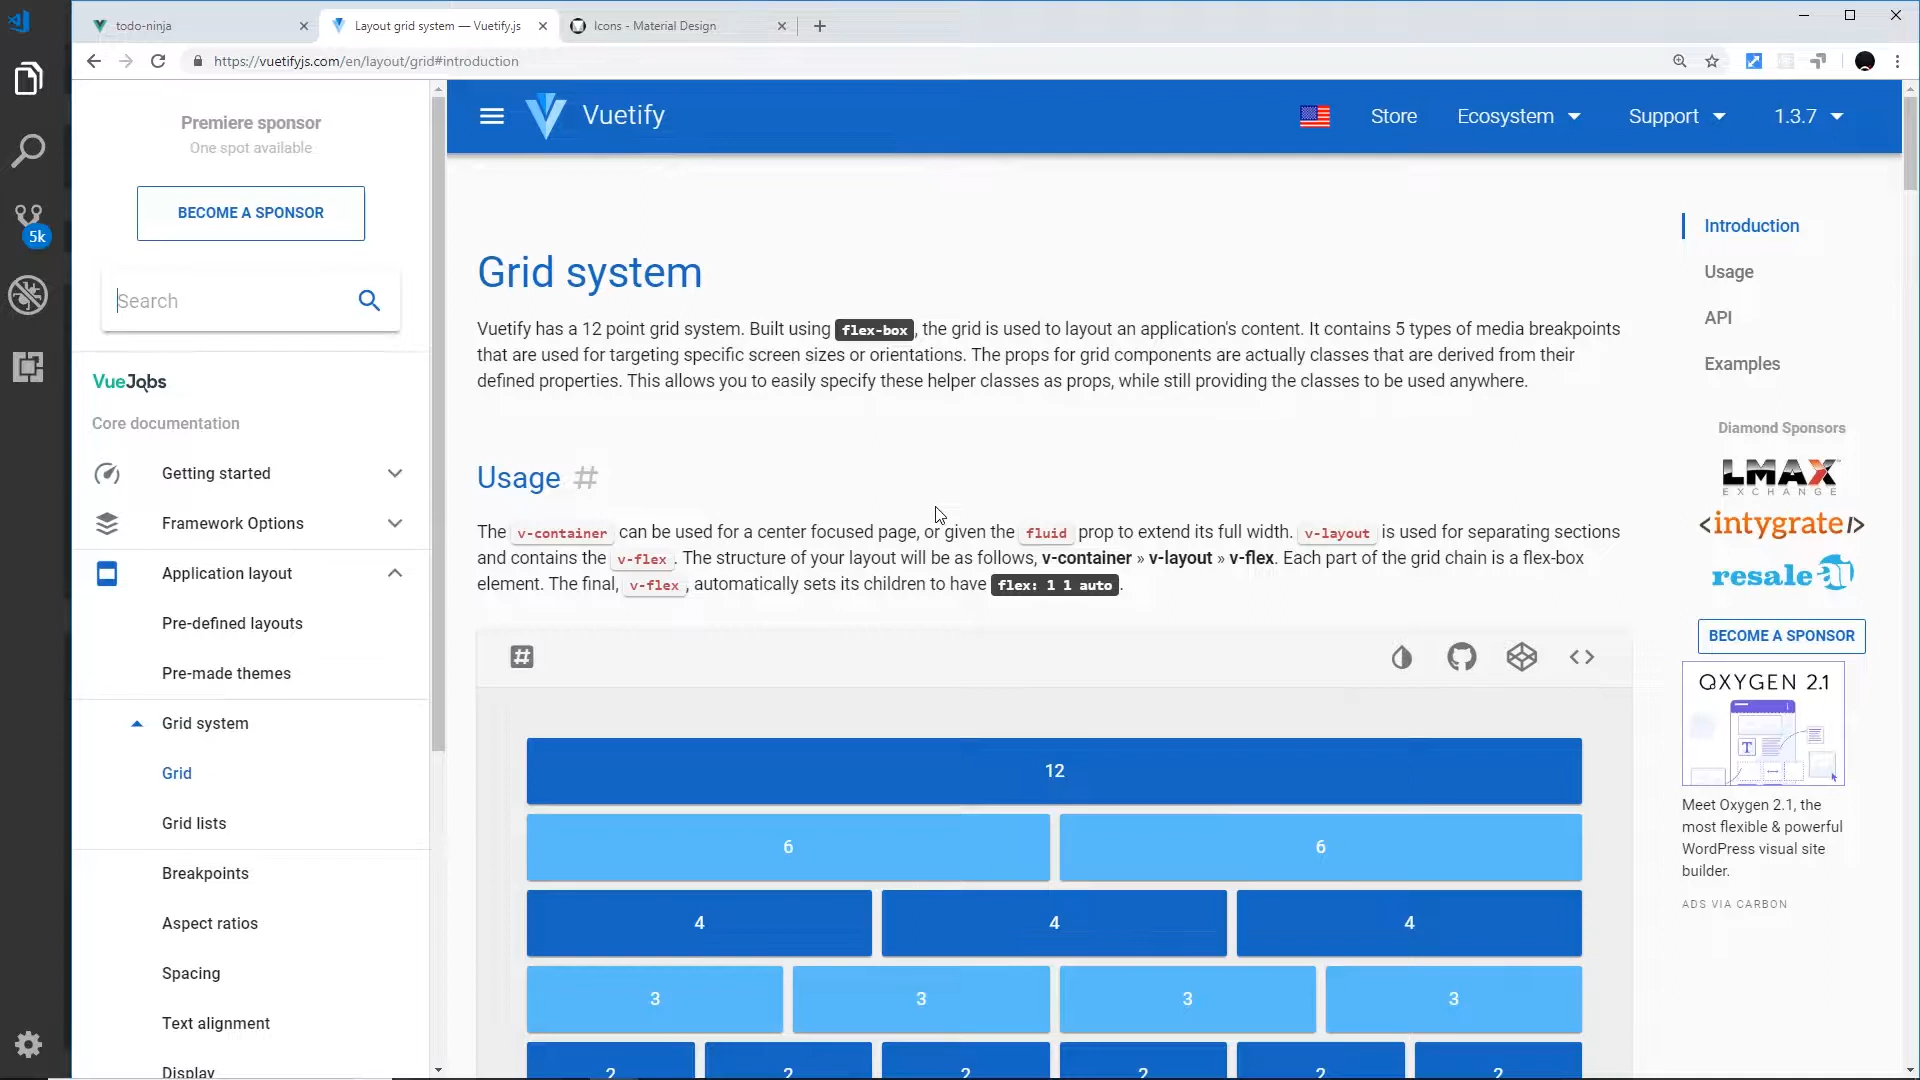 todo-ninja
Layout grid system — Vuetify.js
Icons - Material Design
https://vuetifyjs.com/en/layout/grid#introduction
5k
Premiere sponsor
One spot available
BECOME A SPONSOR
Search
VueJobs
Core documentation
Getting started
Framework Options
Application layout
Pre-defined layouts
Pre-made themes
Grid system
Grid
Grid lists
Breakpoints
Aspect ratios
Spacing
Text alignment
Display
Vuetify
Store
Ecosystem
Support
1.3.7
Grid system
Vuetify has a 12 point grid system. Built using flex-box, the grid is used to layout an application's content. It contains 5 types of media breakpoints
that are used for targeting specific screen sizes or orientations. The props for grid components are actually classes that are derived from their
defined properties. This allows you to easily specify these helper classes as props, while still providing the classes to be used anywhere.
Usage #
The v-container can be used for a center focused page, or given the fluid prop to extend its full width. v-layout is used for separating sections
and contains the v-flex. The structure of your layout will be as follows, v-container » v-layout » v-flex. Each part of the grid chain is a flex-box
element. The final, v-flex, automatically sets its children to have flex: 1 1 auto.
#
12
6 6
4 4 4
3 3 3 3
2 2 2 2 2 2
Introduction
Usage
API
Examples
Diamond Sponsors
LMAX
EXCHANGE
<intygrate/>
resale ai
BECOME A SPONSOR
OXYGEN 2.1
T
Meet Oxygen 2.1, the
most flexible & powerful
WordPress visual site
builder.
ADS VIA CARBON